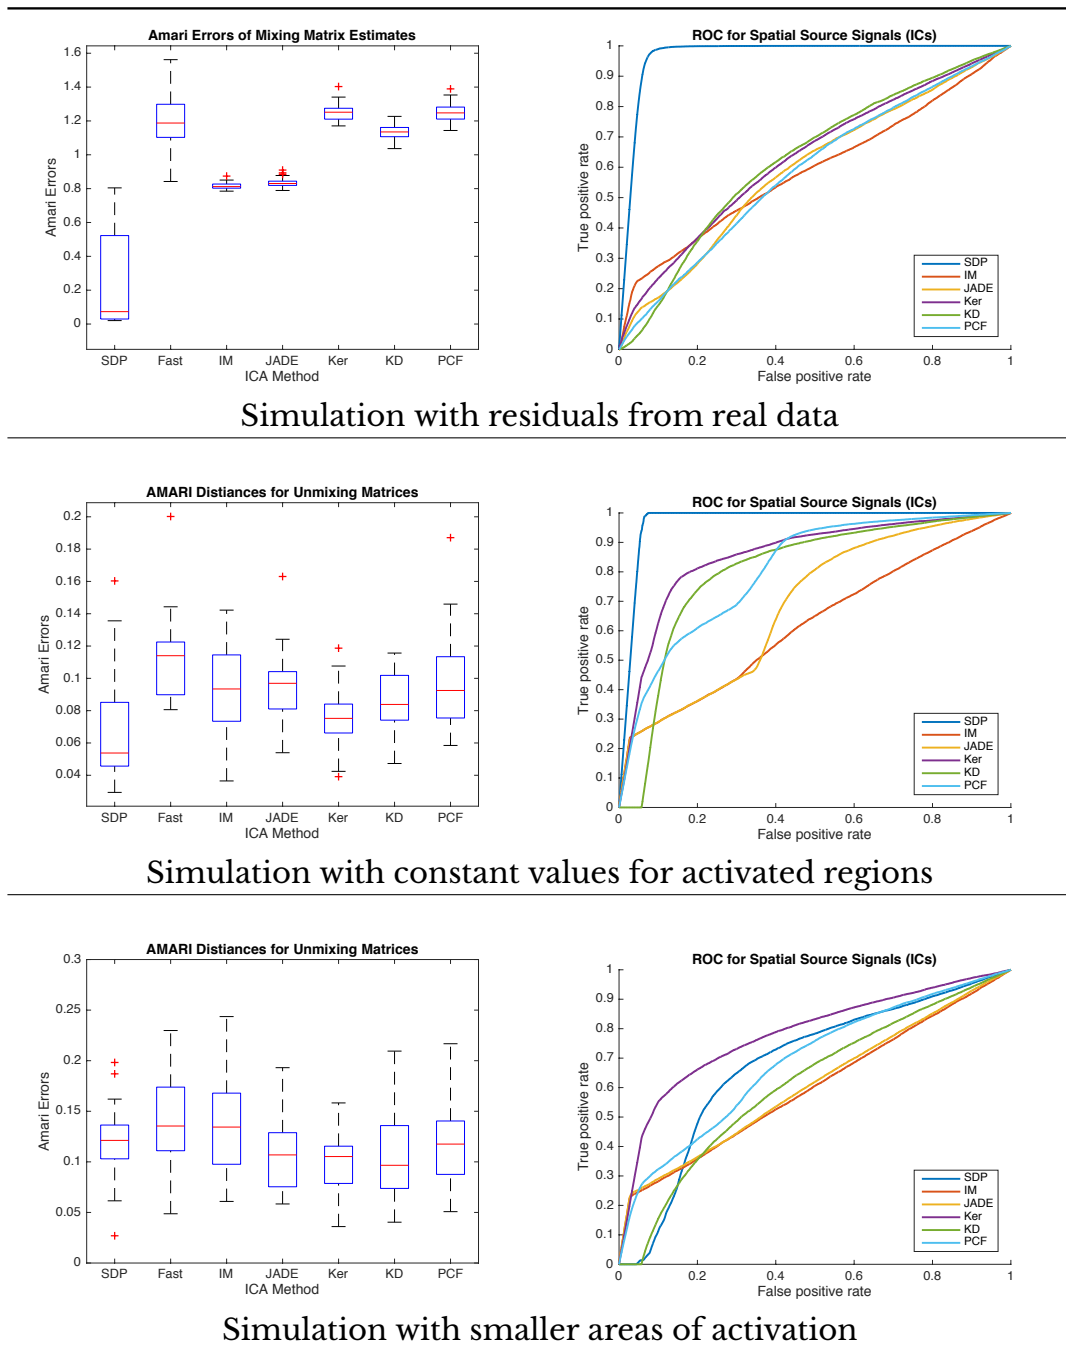 Amari Errors of Mixing Matrix Estimates
Amari Errors
1.6
1.4
1.2
1
0.8
0.6
0.4
0.2
0
SDP Fast IM JADE Ker KD PCF
ICA Method
ROC for Spatial Source Signals (ICs)
True positive rate
1
0.9
0.8
0.7
0.6
0.5
0.4
0.3
0.2
0.1
0
SDP
IM
JADE
Ker
KD
PCF
0 0.2 0.4 0.6 0.8 1
False positive rate
Simulation with residuals from real data
AMARI Distiances for Unmixing Matrices
Amari Errors
0.2
0.18
0.16
0.14
0.12
0.1
0.08
0.06
0.04
SDP Fast IM JADE Ker KD PCF
ICA Method
ROC for Spatial Source Signals (ICs)
True positive rate
1
0.9
0.8
0.7
0.6
0.5
0.4
0.3
0.2
0.1
0
SDP
IM
JADE
Ker
KD
PCF
0 0.2 0.4 0.6 0.8 1
False positive rate
Simulation with constant values for activated regions
AMARI Distiances for Unmixing Matrices
Amari Errors
0.3
0.25
0.2
0.15
0.1
0.05
0
SDP Fast IM JADE Ker KD PCF
ICA Method
ROC for Spatial Source Signals (ICs)
True positive rate
1
0.9
0.8
0.7
0.6
0.5
0.4
0.3
0.2
0.1
0
SDP
IM
JADE
Ker
KD
PCF
0 0.2 0.4 0.6 0.8 1
False positive rate
Simulation with smaller areas of activation